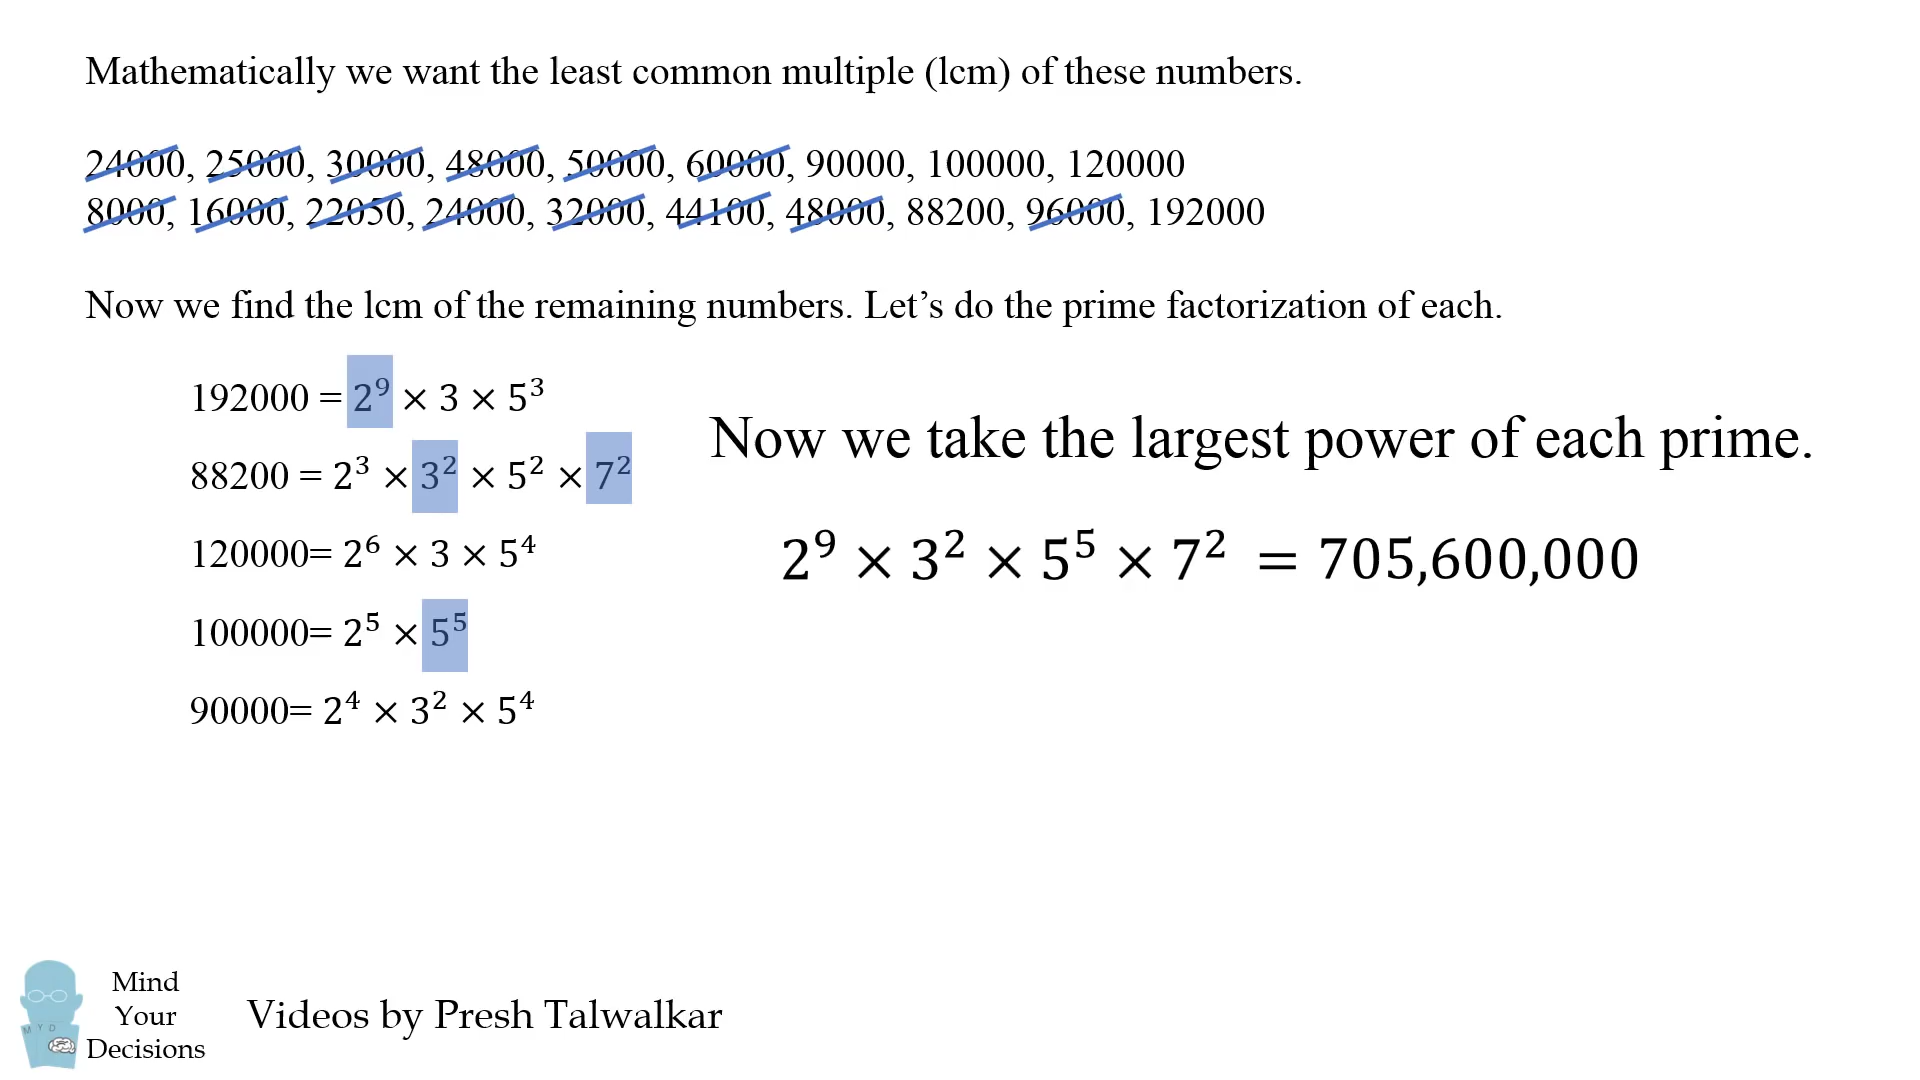 Mathematically we want the least common multiple (lcm) of these numbers.
24000, 25000, 30000, 48000, 50000, 60000, 90000, 100000, 120000
8000, 16000, 22050, 24000, 32000, 44100, 48000, 88200, 96000, 192000
Now we find the lcm of the remaining numbers. Let’s do the prime factorization of each.
192000 = 2⁹ × 3 × 5³
88200 = 2³ × 3² × 5² × 7²
120000= 2⁶ × 3 × 5⁴
100000= 2⁵ × 5⁵
90000= 2⁴ × 3² × 5⁴
Now we take the largest power of each prime.
2⁹ × 3² × 5⁵ × 7² = 705,600,000
M Y D
Mind
Your
Decisions
Videos by Presh Talwalkar